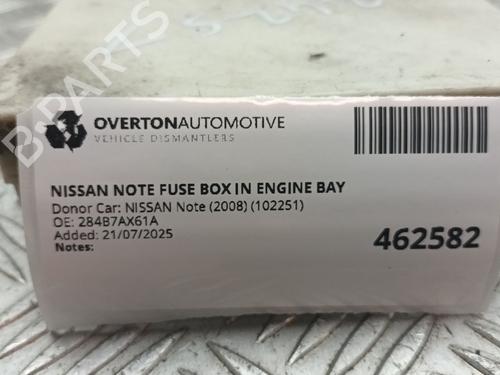 B-PARTS
OVERTONAUTOMOTIVE
VEHICLE DISMANTLERS
NISSAN NOTE FUSE BOX IN ENGINE BAY
Donor Car: NISSAN Note (2008) (102251)
OE: 284B7AX61A
Added: 21/07/2025
Notes:
462582